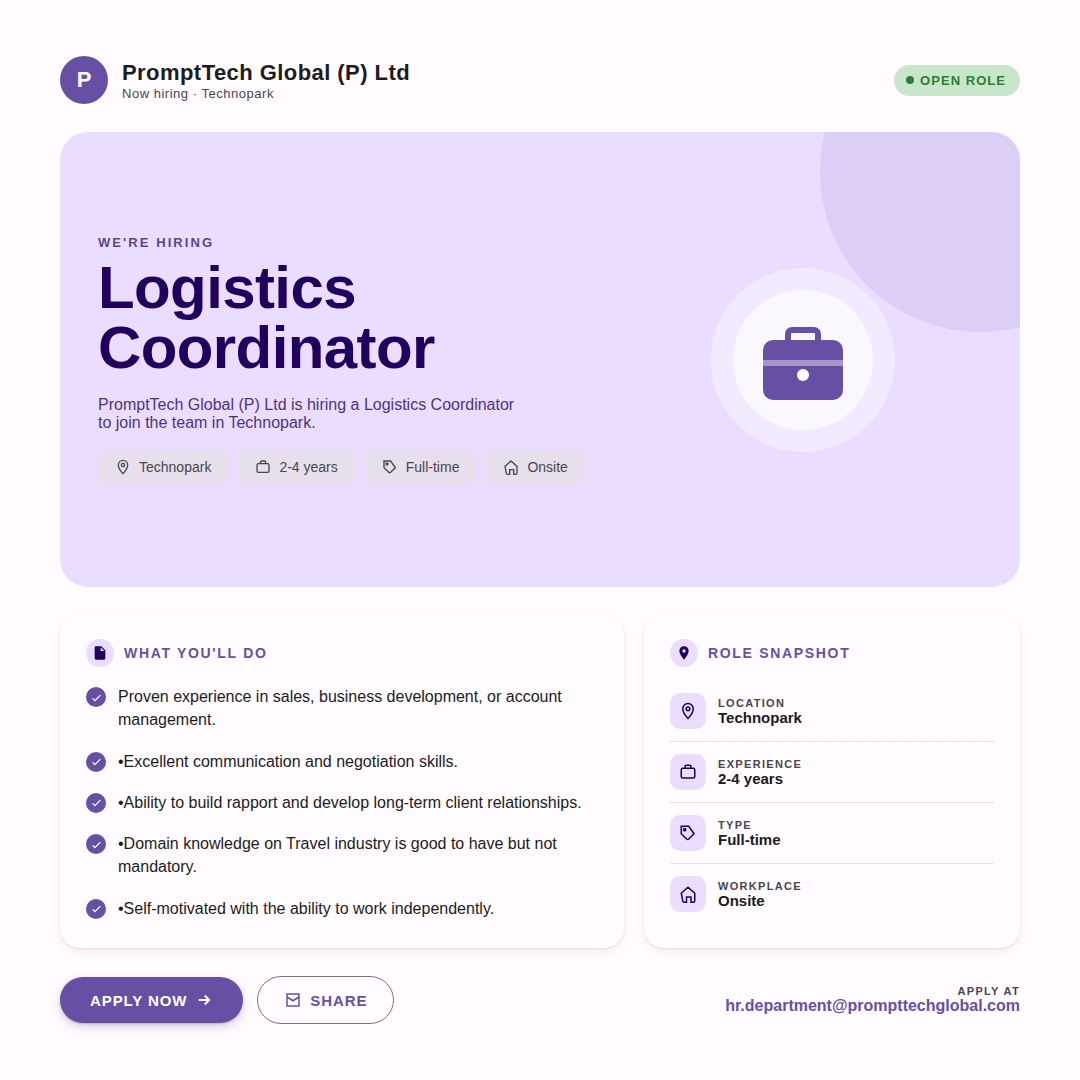 P
PromptTech Global (P) Ltd
Now hiring · Technopark
OPEN ROLE
WE'RE HIRING
Logistics
Coordinator
PromptTech Global (P) Ltd is hiring a Logistics Coordinator
to join the team in Technopark.
Technopark
2-4 years
Full-time
Onsite
WHAT YOU'LL DO
Proven experience in sales, business development, or account
management.
•Excellent communication and negotiation skills.
•Ability to build rapport and develop long-term client relationships.
•Domain knowledge on Travel industry is good to have but not
mandatory.
•Self-motivated with the ability to work independently.
ROLE SNAPSHOT
LOCATION
Technopark
EXPERIENCE
2-4 years
TYPE
Full-time
WORKPLACE
Onsite
APPLY NOW
SHARE
APPLY AT
hr.department@prompttechglobal.com